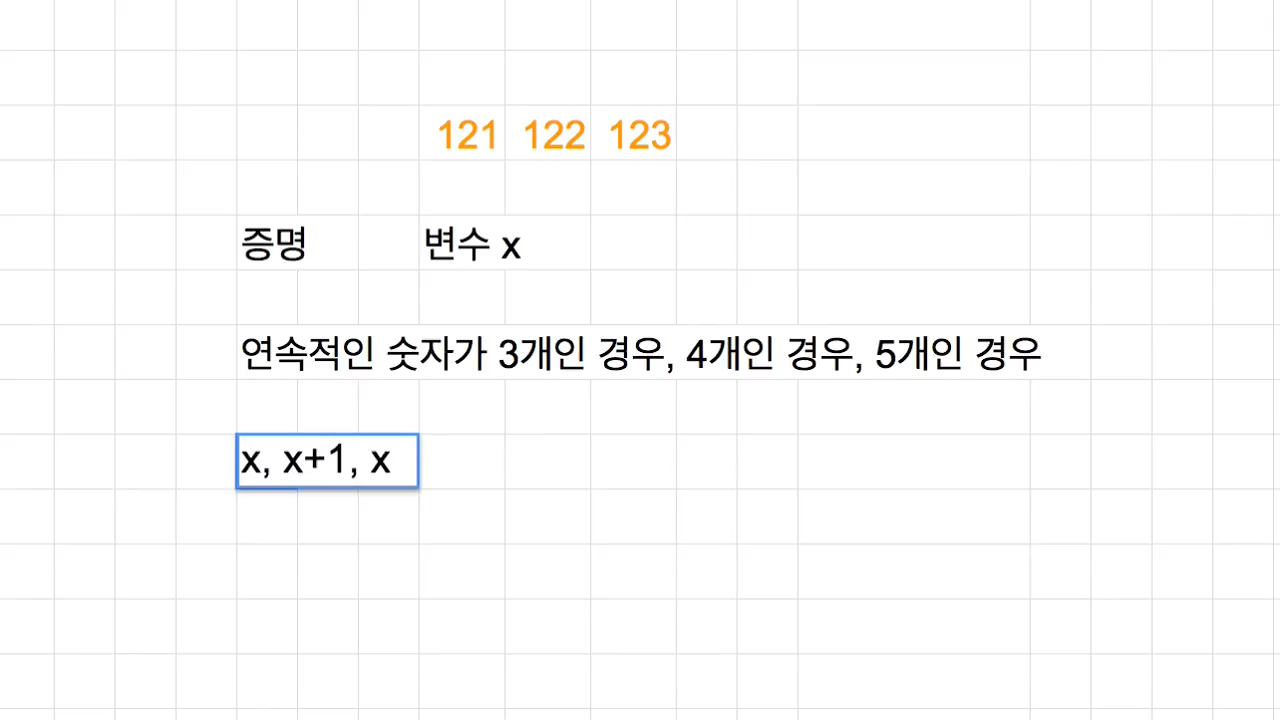 121 122 123
증명 변수 x
연속적인 숫자가 3개인 경우, 4개인 경우, 5개인 경우
x, x+1, x